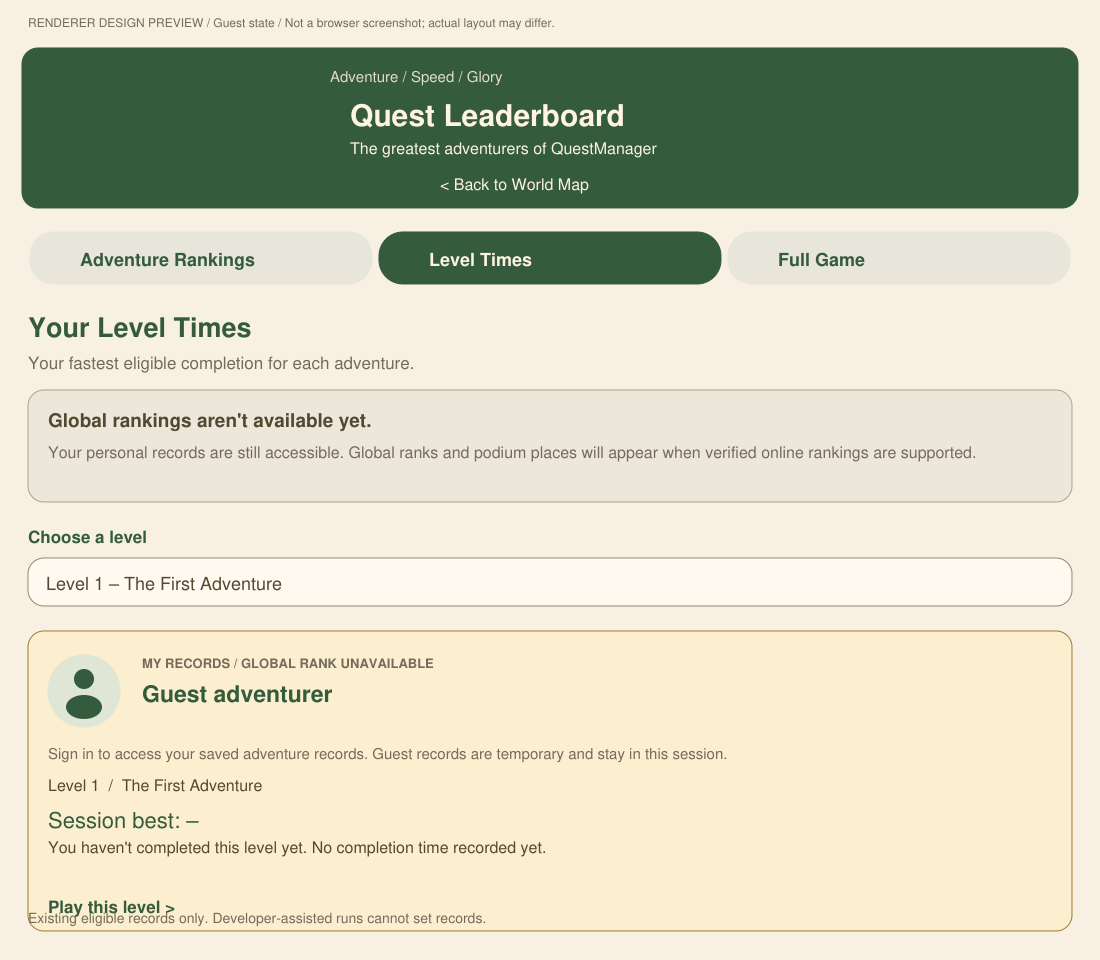 RENDERER DESIGN PREVIEW / Guest state / Not a browser screenshot; actual layout may differ.
Adventure / Speed / Glory
Quest Leaderboard
The greatest adventurers of QuestManager
< Back to World Map
Adventure Rankings
Level Times
Full Game
Your Level Times
Your fastest eligible completion for each adventure.
Global rankings aren't available yet.
Your personal records are still accessible. Global ranks and podium places will appear when verified online rankings are supported.
Choose a level
Level 1 – The First Adventure
MY RECORDS / GLOBAL RANK UNAVAILABLE
Guest adventurer
Sign in to access your saved adventure records. Guest records are temporary and stay in this session.
Level 1 / The First Adventure
Session best: –
You haven't completed this level yet. No completion time recorded yet.
Play this level >
Existing eligible records only. Developer-assisted runs cannot set records.